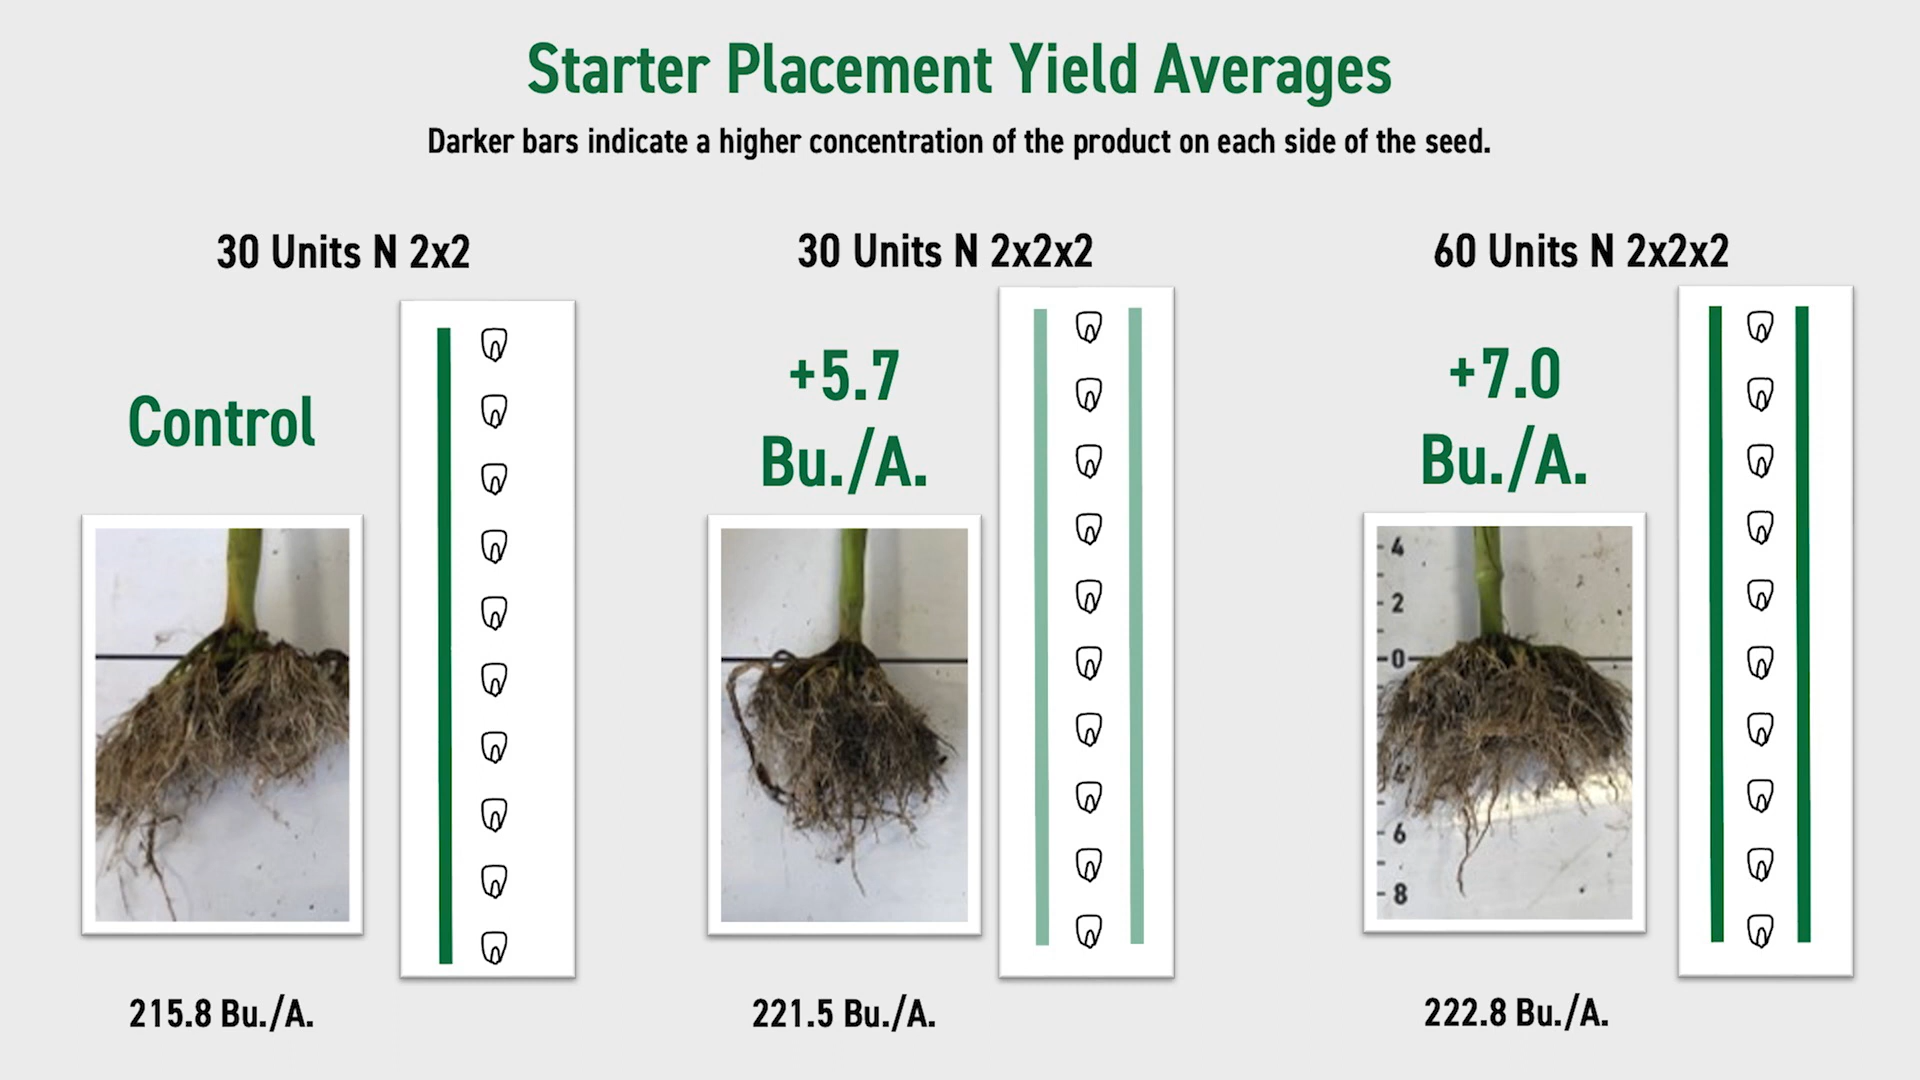 Starter Placement Yield Averages
Darker bars indicate a higher concentration of the product on each side of the seed.
30 Units N 2x2
Control
215.8 Bu./A.
30 Units N 2x2x2
+5.7
Bu./A.
221.5 Bu./A.
60 Units N 2x2x2
+7.0
Bu./A.
4
2
0
4
6
8
222.8 Bu./A.